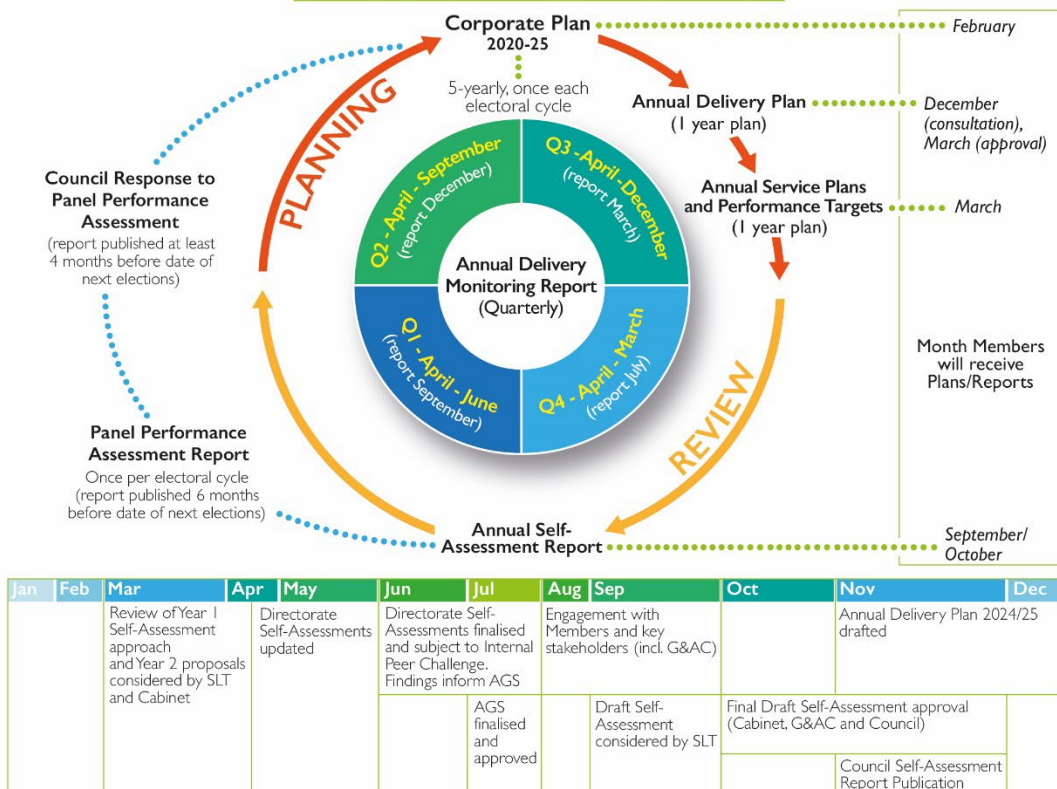 Corporate Plan
2020-25
5-yearly, once each
electoral cycle
February
Annual Delivery Plan
(1 year plan)
December
(consultation),
March (approval)
Annual Service Plans
and Performance Targets
(1 year plan)
March
Month Members
will receive
Plans/Reports
PLANNING
REVIEW
Council Response to
Panel Performance
Assessment
(report published at least
4 months before date of
next elections)
Panel Performance
Assessment Report
Once per electoral cycle
(report published 6 months
before date of next elections)
Q2 - April - September
(report December)
Q3 - April -December
(report March)
Annual Delivery
Monitoring Report
(Quarterly)
Q1 - April - June
(report September)
Q4 - April - March
(report July)
Annual Self-
Assessment Report
September/
October
Jan Feb Mar Apr May Jun Jul Aug Sep Oct Nov Dec
Review of Year 1
Self-Assessment
approach
and Year 2 proposals
considered by SLT
and Cabinet
Directorate
Self-Assessments
updated
Directorate Self-
Assessments finalised
and subject to Internal
Peer Challenge.
Findings inform AGS
AGS
finalised
and
approved
Engagement with
Members and key
stakeholders (incl. G&AC)
Draft Self-
Assessment
considered by SLT
Annual Delivery Plan 2024/25
drafted
Final Draft Self-Assessment approval
(Cabinet, G&AC and Council)
Council Self-Assessment
Report Publication